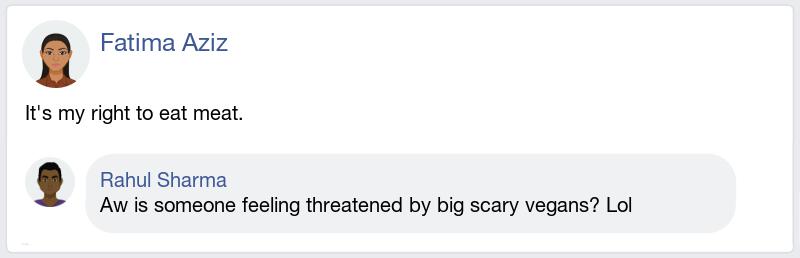 Fatima Aziz
It's my right to eat meat.
Rahul Sharma
Aw is someone feeling threatened by big scary vegans? Lol